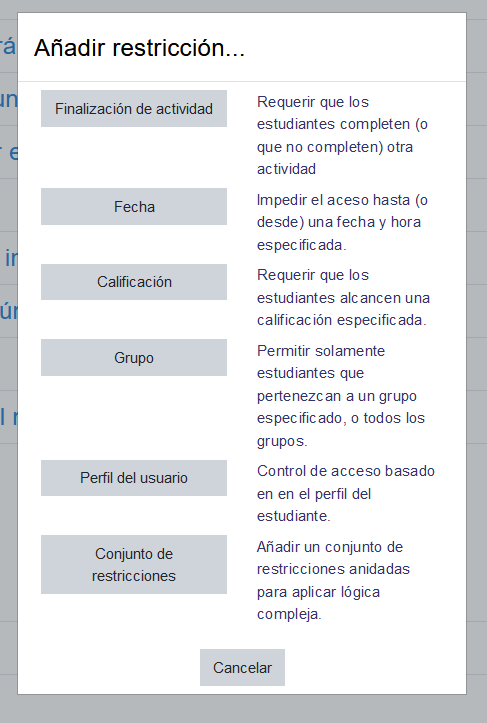 Añadir restricción...
Finalización de actividad
Requerir que los
estudiantes completen (o
que no completen) otra
actividad
Fecha
Impedir el aceso hasta (o
desde) una fecha y hora
especificada.
Calificación
Requerir que los
estudiantes alcancen una
calificación especificada.
Grupo
Permitir solamente
estudiantes que
pertenezcan a un grupo
especificado, o todos los
grupos.
Perfil del usuario
Control de acceso basado
en en el perfil del
estudiante.
Conjunto de
restricciones
Añadir un conjunto de
restricciones anidadas
para aplicar lógica
compleja.
Cancelar